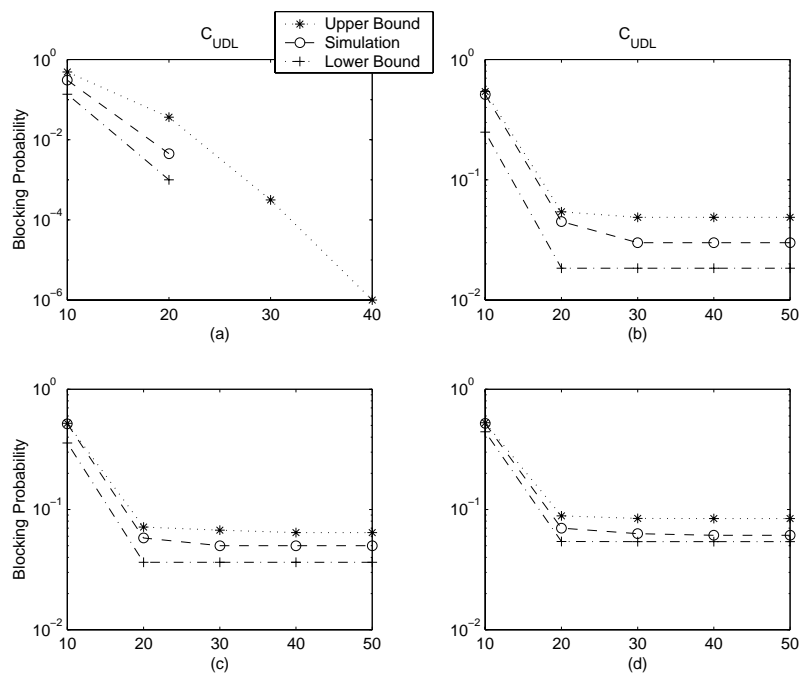 Upper Bound
Simulation
Lower Bound
C_UDL
C_UDL
Blocking Probability
10^0
10^-2
10^-4
10^-6
10 20 30 40
(a)
10^0
10^-1
10^-2
10 20 30 40 50
(b)
Blocking Probability
10^0
10^-1
10^-2
10 20 30 40 50
(c)
10^0
10^-1
10^-2
10 20 30 40 50
(d)